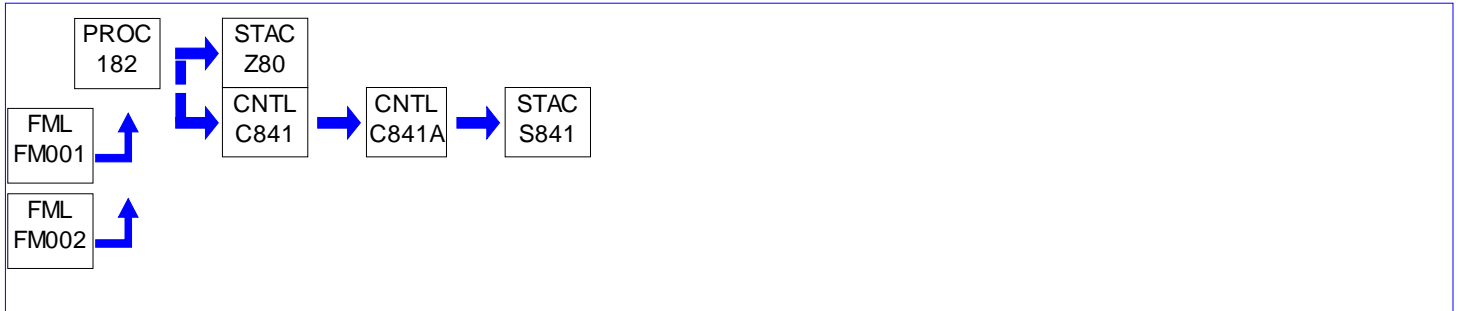 PROC
182
STAC
Z80
CNTL
C841
CNTL
C841A
STAC
S841
FML
FM001
FML
FM002